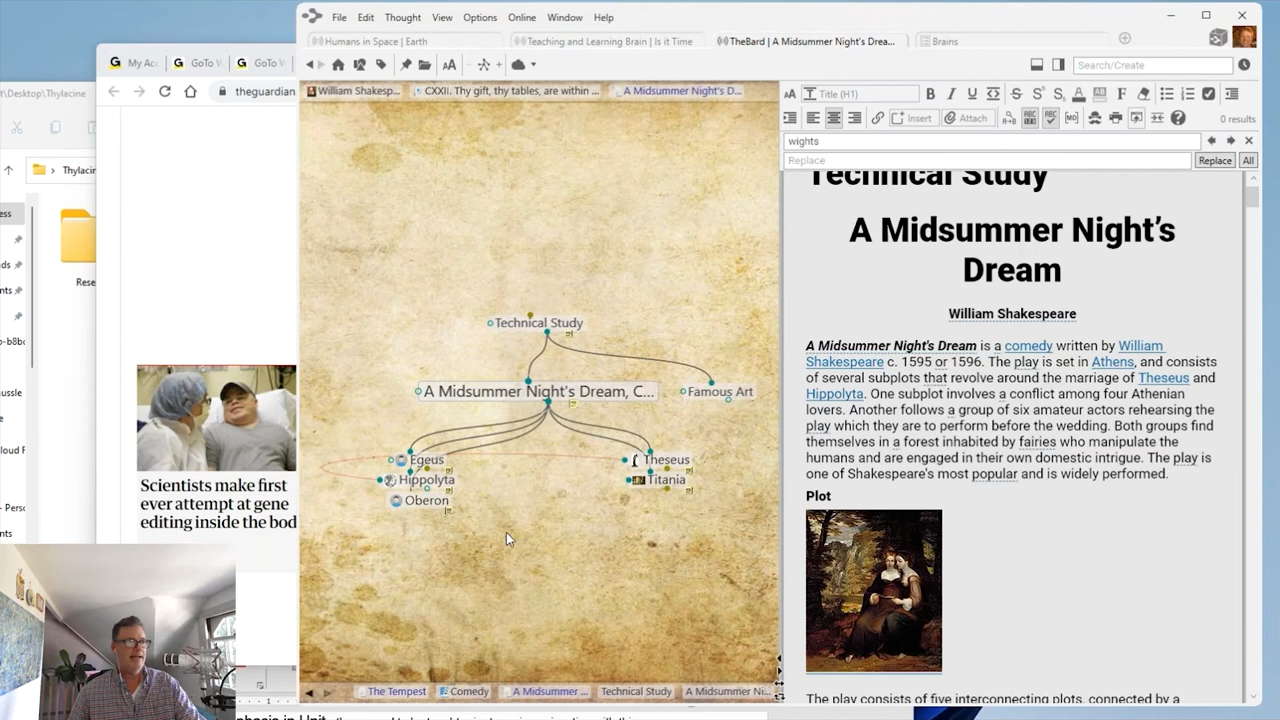 File Edit Thought View Options Online Window Help
Humans in Space | Earth
Teaching and Learning Brain | Is it Time
TheBard | A Midsummer Night's Drea...
Brains
My Ac
GoTo
GoTo
theguardian
t\Desktop\Thylacine
Thylacin
Search/Create
William Shakesp...
CXXII. Thy gift, thy tables, are within ...
A Midsummer Night's D...
Title (H1)
Insert
Attach
0 results
wights
Replace
Replace
All
Technical Study
A Midsummer Night's
Dream
William Shakespeare
A Midsummer Night's Dream is a comedy written by William
Shakespeare c. 1595 or 1596. The play is set in Athens, and consists
of several subplots that revolve around the marriage of Theseus and
Hippolyta. One subplot involves a conflict among four Athenian
lovers. Another follows a group of six amateur actors rehearsing the
play which they are to perform before the wedding. Both groups find
themselves in a forest inhabited by fairies who manipulate the
humans and are engaged in their own domestic intrigue. The play is
one of Shakespeare's most popular and is widely performed.
Plot
The play consists of five interconnecting plots, connected by a
Technical Study
A Midsummer Night's Dream, C...
Famous Art
Egeus
Hippolyta
Oberon
Theseus
Titania
Rese
Scientists make first
ever attempt at gene
editing inside the bod
The Tempest
Comedy
A Midsummer ...
Technical Study
A Midsummer Ni...